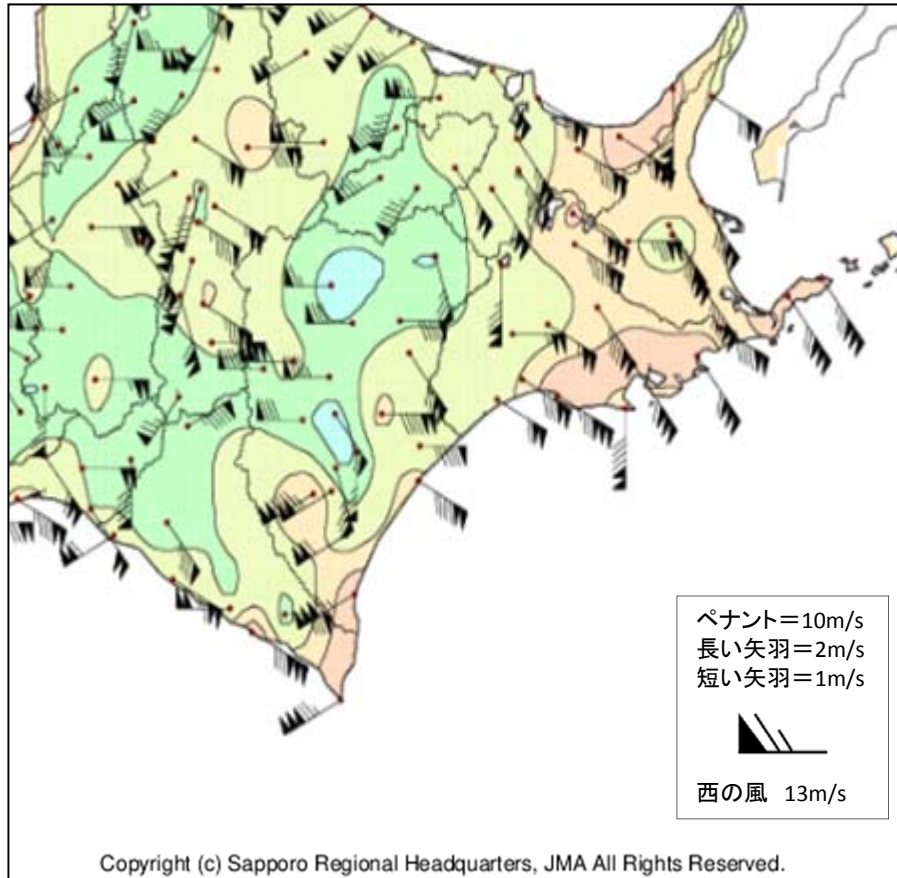 ペナント＝10m/s
長い矢羽＝2m/s
短い矢羽＝1m/s
西の風 13m/s
Copyright (c) Sapporo Regional Headquarters, JMA All Rights Reserved.